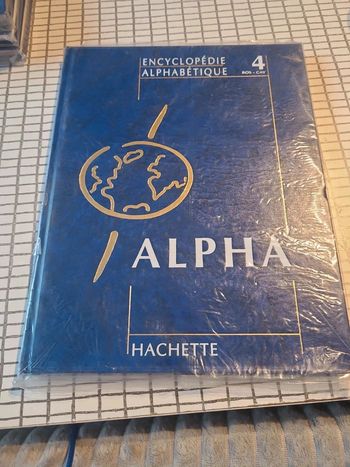 ENCYCLOPÉDIE 4
ALPHABÉTIQUE BOS - CAV
ALPHA
HACHETTE